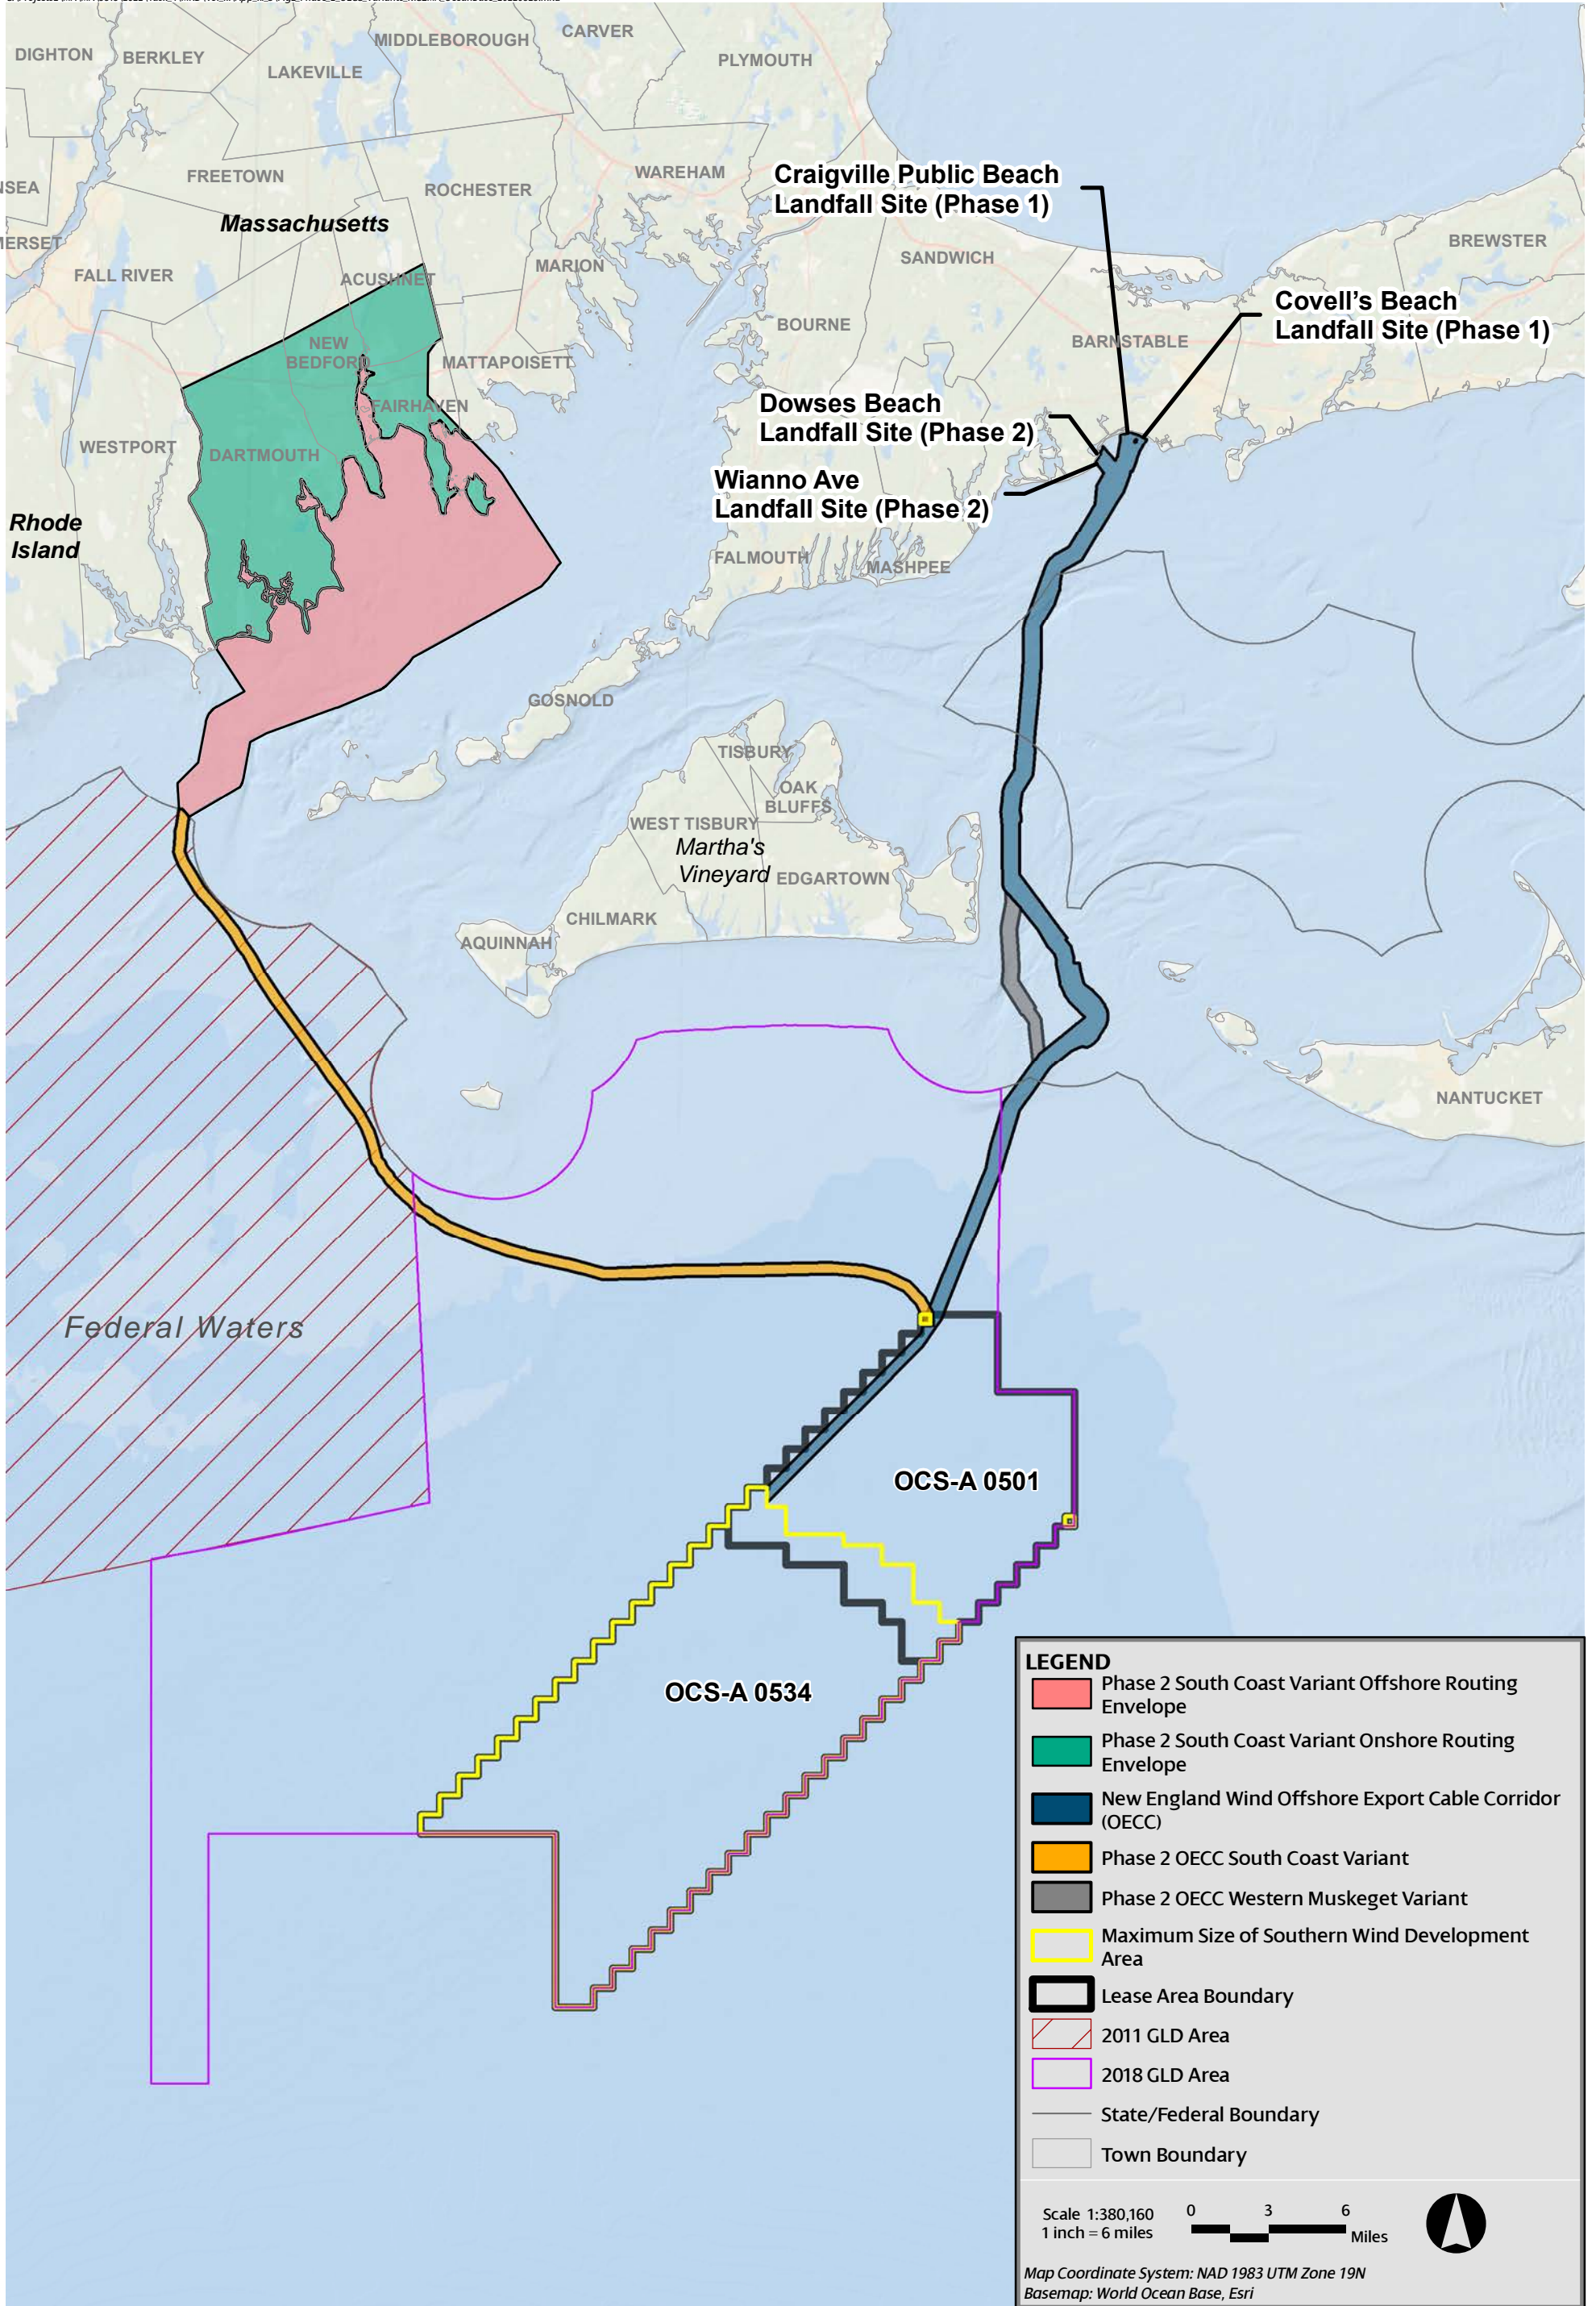 DIGHTON
BERKLEY
LAKEVILLE
MIDDLEBOROUGH
CARVER
PLYMOUTH
FREETOWN
ROCHESTER
WAREHAM
Massachusetts
FALL RIVER
ACUSHNET
MARION
NEW
BEDFORD
MATTAPOISETT
FAIRHAVEN
WESTPORT
DARTMOUTH
Rhode
Island
Craigville Public Beach
Landfall Site (Phase 1)
SANDWICH
BREWSTER
BOURNE
BARNSTABLE
Covell's Beach
Landfall Site (Phase 1)
Dowses Beach
Landfall Site (Phase 2)
Wianno Ave
Landfall Site (Phase 2)
FALMOUTH
MASHPEE
GOSNOLD
TISBURY
OAK
BLUFFS
WEST TISBURY
Martha's
Vineyard
EDGARTOWN
CHILMARK
AQUINNAH
NANTUCKET
Federal Waters
OCS-A 0501
OCS-A 0534
LEGEND
Phase 2 South Coast Variant Offshore Routing
Envelope
Phase 2 South Coast Variant Onshore Routing
Envelope
New England Wind Offshore Export Cable Corridor
(OECC)
Phase 2 OECC South Coast Variant
Phase 2 OECC Western Muskeget Variant
Maximum Size of Southern Wind Development
Area
Lease Area Boundary
2011 GLD Area
2018 GLD Area
State/Federal Boundary
Town Boundary
Scale 1:380,160
1 inch = 6 miles
0 3 6
Miles
Map Coordinate System: NAD 1983 UTM Zone 19N
Basemap: World Ocean Base, Esri